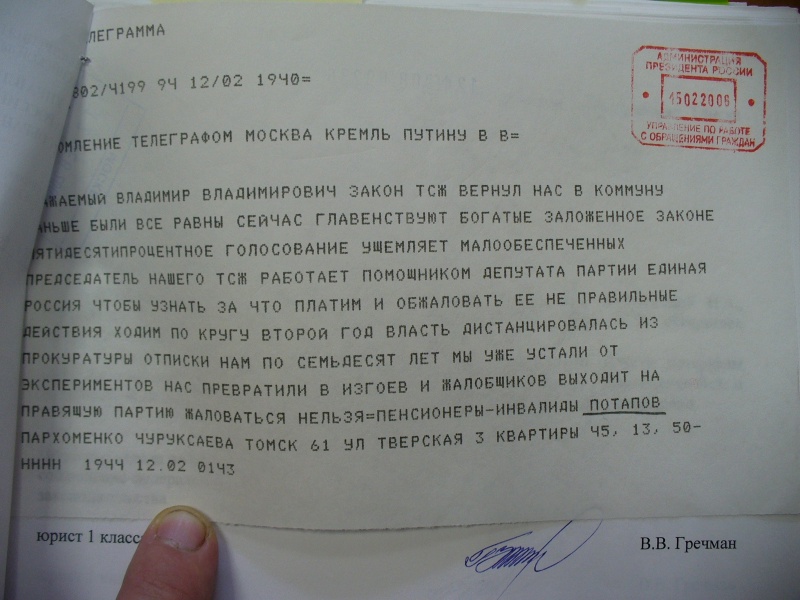 ЛЕГРАММА
802/4199 94 12/02 1940=
ОМЛЕНИЕ ТЕЛЕГРАФОМ МОСКВА КРЕМЛЬ ПУТИНУ В В=
АДМИНИСТРАЦИЯ
ПРЕЗИДЕНТА РОССИИ
15022006
УПРАВЛЕНИЕ ПО РАБОТЕ
С ОБРАЩЕНИЯМИ ГРАЖДАН
АЖАЕМЫЙ ВЛАДИМИР ВЛАДИМИРОВИЧ ЗАКОН ТСЖ ВЕРНУЛ НАС В КОММУНУ
АНЬШЕ БЫЛИ ВСЕ РАВНЫ СЕЙЧАС ГЛАВЕНСТВУЮТ БОГАТЫЕ ЗАЛОЖЕННОЕ ЗАКОНЕ
ПЯТИДЕСЯТИПРОЦЕНТНОЕ ГОЛОСОВАНИЕ УЩЕМЛЯЕТ МАЛООБЕСПЕЧЕННЫХ
ПРЕДСЕДАТЕЛЬ НАШЕГО ТСЖ РАБОТАЕТ ПОМОЩНИКОМ ДЕПУТАТА ПАРТИИ ЕДИНАЯ
РОССИЯ ЧТОБЫ УЗНАТЬ ЗА ЧТО ПЛАТИМ И ОБЖАЛОВАТЬ ЕЕ НЕ ПРАВИЛЬНЫЕ
ДЕЙСТВИЯ ХОДИМ ПО КРУГУ ВТОРОЙ ГОД ВЛАСТЬ ДИСТАНЦИРОВАЛАСЬ ИЗ
ПРОКУРАТУРЫ ОТПИСКИ НАМ ПО СЕМЬДЕСЯТ ЛЕТ МЫ УЖЕ УСТАЛИ ОТ
ЭКСПЕРИМЕНТОВ НАС ПРЕВРАТИЛИ В ИЗГОЕВ И ЖАЛОБЩИКОВ ВЫХОДИТ НА
ПРАВЯЩУЮ ПАРТИЮ ЖАЛОВАТЬСЯ НЕЛЬЗЯ=ПЕНСИОНЕРЫ-ИНВАЛИДЫ ПОТАПОВ
ПАРХОМЕНКО ЧУРУКСАЕВА ТОМСК 61 УЛ ТВЕРСКАЯ 3 КВАРТИРЫ 45, 13, 50-
НННН 1944 12.02 0143
юрист 1 класс
В.В. Гречман